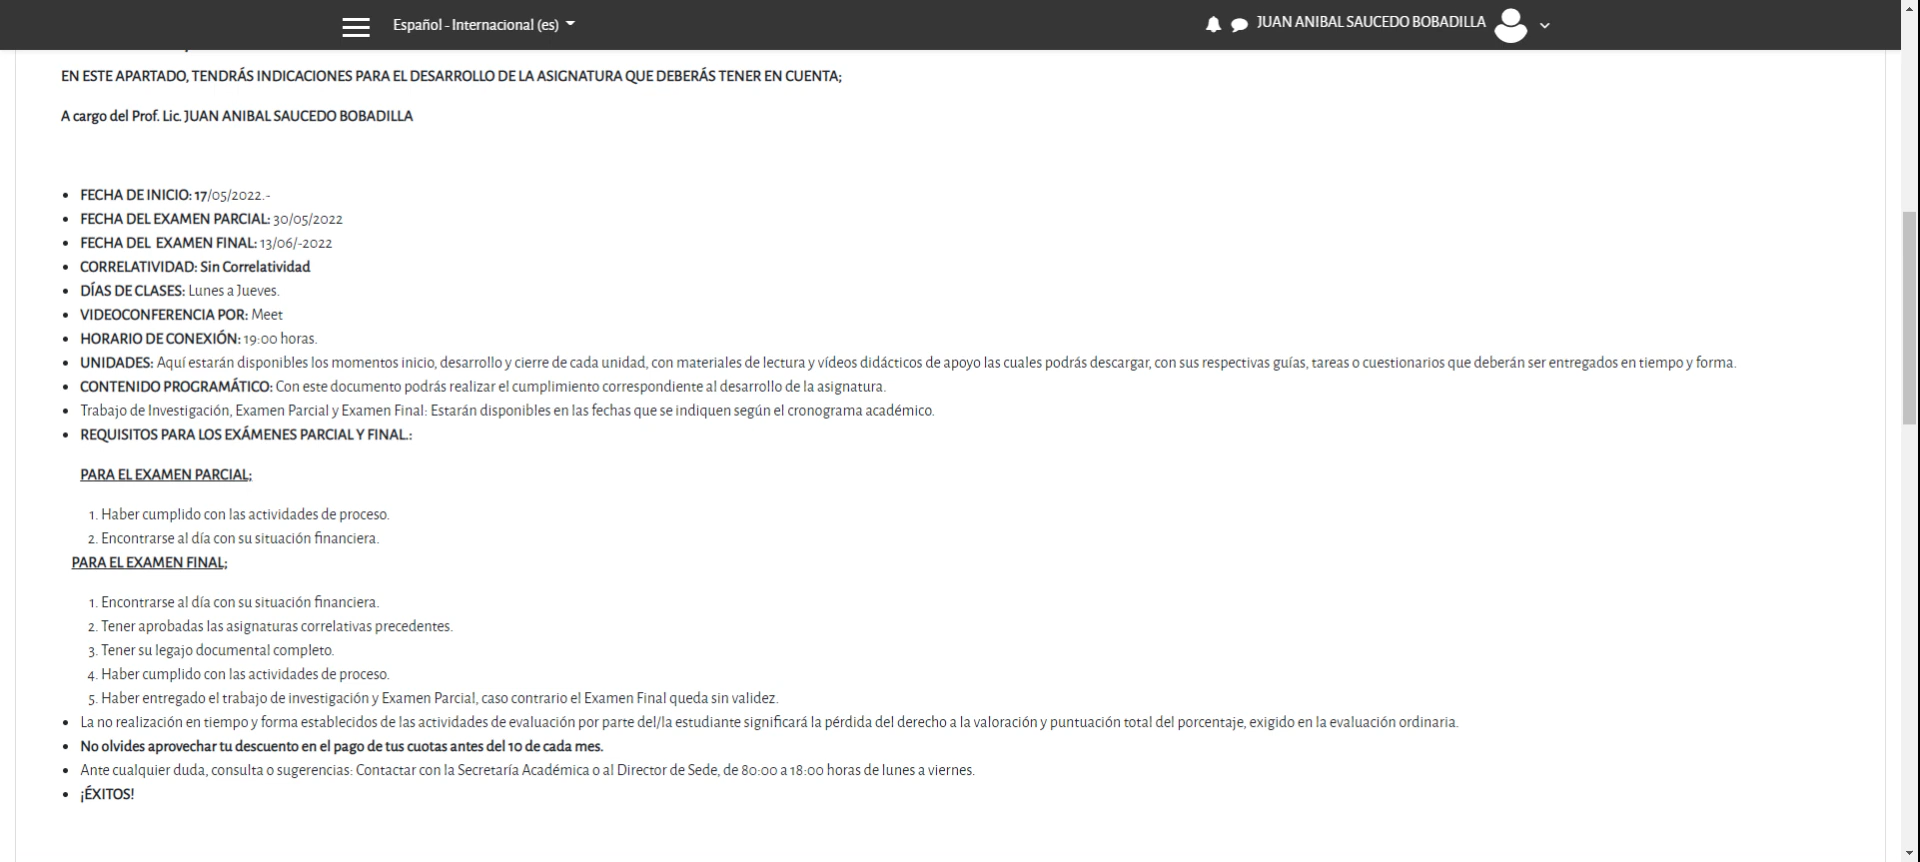 Español - Internacional (es)
JUAN ANIBAL SAUCEDO BOBADILLA
EN ESTE APARTADO, TENDRÁS INDICACIONES PARA EL DESARROLLO DE LA ASIGNATURA QUE DEBERÁS TENER EN CUENTA;
A cargo del Prof. Lic. JUAN ANIBAL SAUCEDO BOBADILLA
• FECHA DE INICIO: 17/05/2022.-
• FECHA DEL EXAMEN PARCIAL: 30/05/2022
• FECHA DEL EXAMEN FINAL: 13/06/-2022
• CORRELATIVIDAD: Sin Correlatividad
• DÍAS DE CLASES: Lunes a Jueves.
• VIDEOCONFERENCIA POR: Meet
• HORARIO DE CONEXIÓN: 19:00 horas.
• UNIDADES: Aquí estarán disponibles los momentos inicio, desarrollo y cierre de cada unidad, con materiales de lectura y vídeos didácticos de apoyo las cuales podrás descargar, con sus respectivas guías, tareas o cuestionarios que deberán ser entregados en tiempo y forma.
• CONTENIDO PROGRAMÁTICO: Con este documento podrás realizar el cumplimiento correspondiente al desarrollo de la asignatura.
• Trabajo de Investigación, Examen Parcial y Examen Final: Estarán disponibles en las fechas que se indiquen según el cronograma académico.
• REQUISITOS PARA LOS EXÁMENES PARCIAL Y FINAL.:
PARA EL EXAMEN PARCIAL;
1. Haber cumplido con las actividades de proceso.
2. Encontrarse al día con su situación financiera.
PARA EL EXAMEN FINAL;
1. Encontrarse al día con su situación financiera.
2. Tener aprobadas las asignaturas correlativas precedentes.
3. Tener su legajo documental completo.
4. Haber cumplido con las actividades de proceso.
5. Haber entregado el trabajo de investigación y Examen Parcial, caso contrario el Examen Final queda sin validez.
• La no realización en tiempo y forma establecidos de las actividades de evaluación por parte del/la estudiante significará la pérdida del derecho a la valoración y puntuación total del porcentaje, exigido en la evaluación ordinaria.
• No olvides aprovechar tu descuento en el pago de tus cuotas antes del 10 de cada mes.
• Ante cualquier duda, consulta o sugerencias: Contactar con la Secretaría Académica o al Director de Sede, de 80:00 a 18:00 horas de lunes a viernes.
• ¡ÉXITOS!